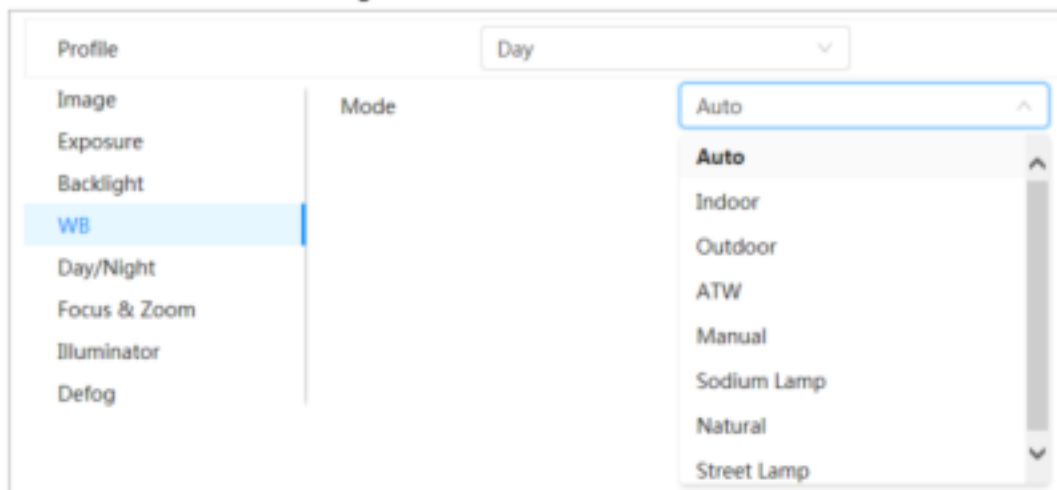 Profile Day
Image Mode Auto
Exposure Auto
Backlight Indoor
WB Outdoor
Day/Night ATW
Focus & Zoom Manual
Illuminator Sodium Lamp
Defog Natural
Street Lamp